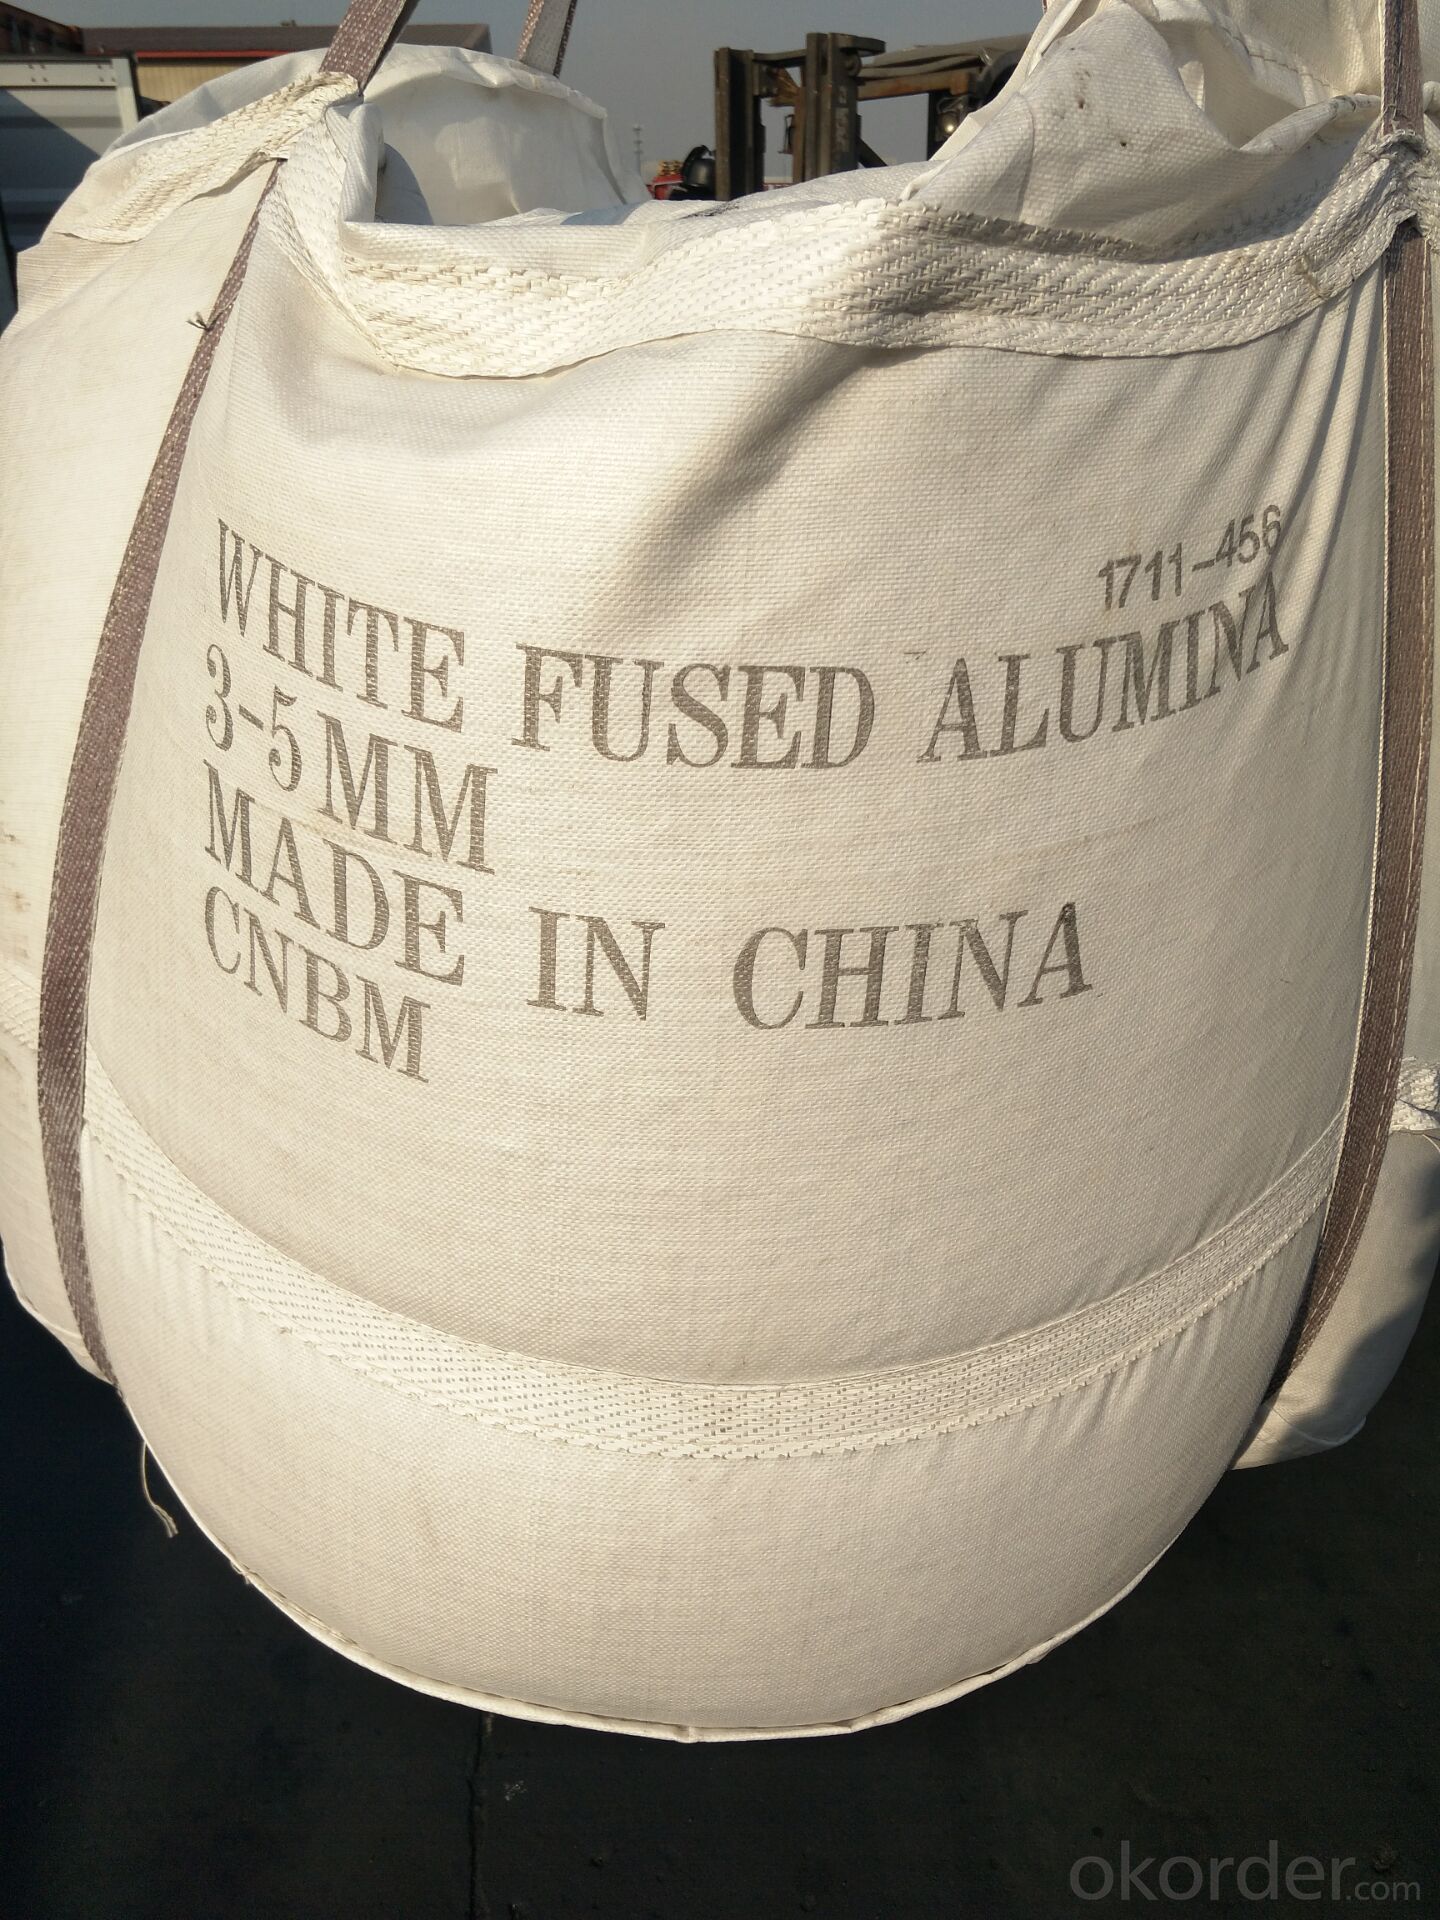 1711-456
WHITE FUSED ALUMINA
3-5MM
MADE IN CHINA
CNBM
okorder.com